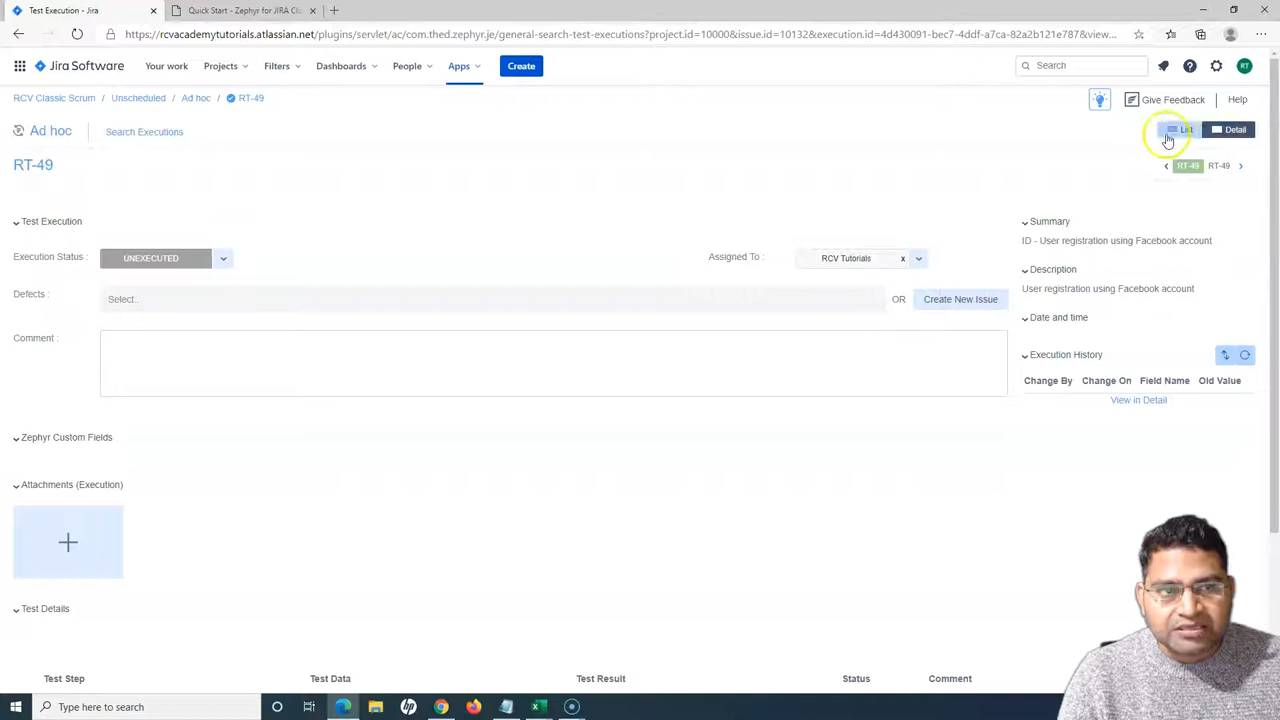 Test Execution - Jira
Quick Start - Zephyr for JIRA Cl
https://rcvacademytutorials.atlassian.net/plugins/servlet/ac/com.thed.zephyr.je/general-search-test-executions?project.id=10000&issue.id=10132&execution.id=4d430091-bec7-4ddf-a7ca-82a2b121e787&view...
Jira Software
Your work
Projects
Filters
Dashboards
People
Apps
Create
Search
RT
RCV Classic Scrum
Unscheduled
Ad hoc
RT-49
Give Feedback
Help
Ad hoc
Search Executions
List
Detail
RT-49
RT-49
RT-49
Test Execution
Summary
ID - User registration using Facebook account
Execution Status :
UNEXECUTED
Assigned To :
RCV Tutorials
x
Description
User registration using Facebook account
Defects :
Select..
OR
Create New Issue
Date and time
Comment :
Execution History
Change By
Change On
Field Name
Old Value
View in Detail
Zephyr Custom Fields
Attachments (Execution)
Test Details
Test Step
Test Data
Test Result
Status
Comment
Type here to search